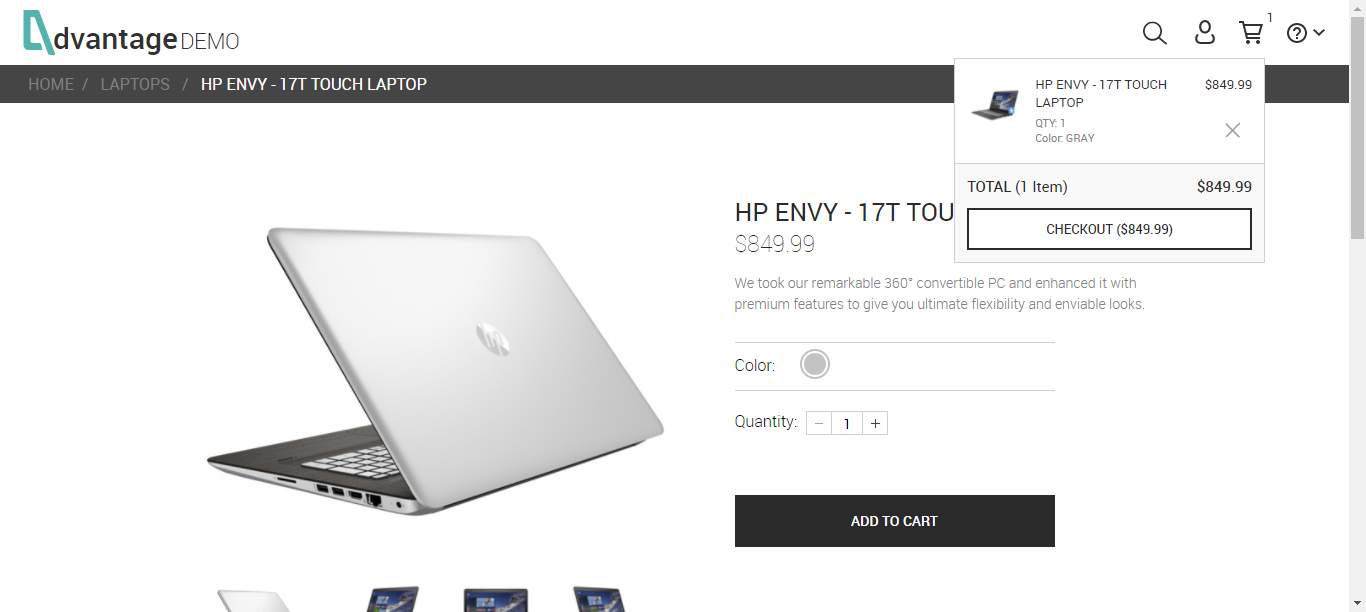 dvantage DEMO
1
HOME / LAPTOPS / HP ENVY - 17T TOUCH LAPTOP
HP ENVY - 17T TOUCH
LAPTOP
$849.99
QTY: 1
Color: GRAY
TOTAL (1 Item) $849.99
CHECKOUT ($849.99)
HP ENVY - 17T TOU
$849.99
We took our remarkable 360° convertible PC and enhanced it with
premium features to give you ultimate flexibility and enviable looks.
Color:
Quantity: − 1 +
ADD TO CART
hp